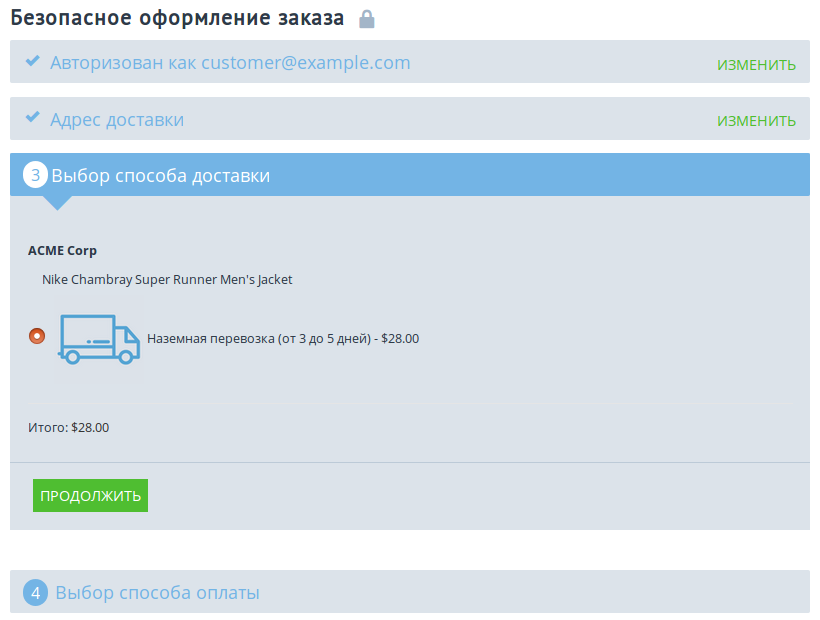 Безопасное оформление заказа
Авторизован как customer@example.com ИЗМЕНИТЬ
Адрес доставки ИЗМЕНИТЬ
3 Выбор способа доставки
ACME Corp
Nike Chambray Super Runner Men's Jacket
Наземная перевозка (от 3 до 5 дней) - $28.00
Итого: $28.00
ПРОДОЛЖИТЬ
4 Выбор способа оплаты